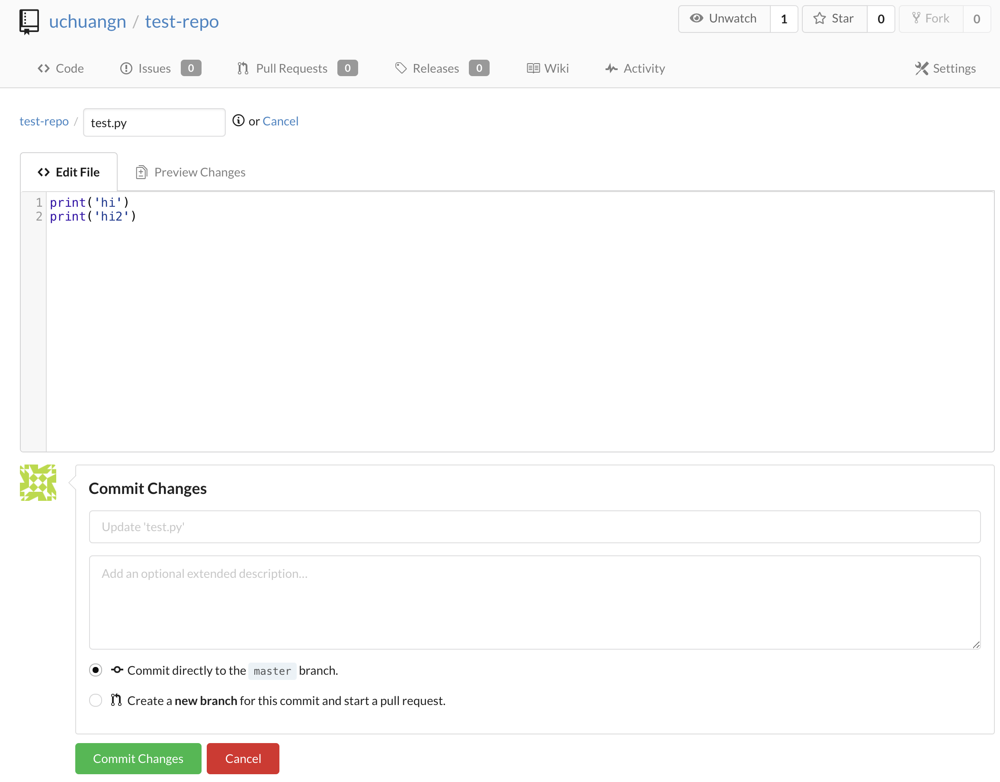 uchuangn / test-repo
Unwatch 1 Star 0 Fork 0
Code Issues 0 Pull Requests 0 Releases 0 Wiki Activity Settings
test-repo / test.py or Cancel
Edit File Preview Changes
1 print('hi')
2 print('hi2')
Commit Changes
Update 'test.py'
Add an optional extended description...
Commit directly to the master branch.
Create a new branch for this commit and start a pull request.
Commit Changes Cancel